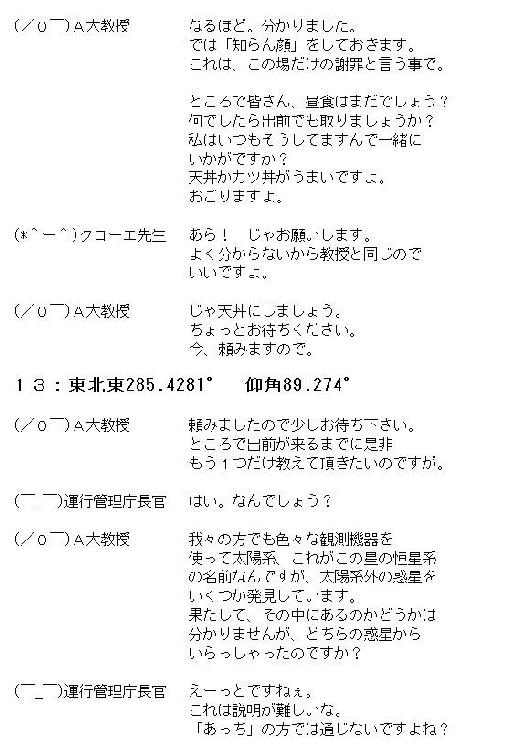 (／0￣)Ａ大教授　なるほど。分かりました。
では「知らん顔」をしておきます。
これは、この場だけの謝罪と言う事で。
ところで皆さん、昼食はまだでしょう？
何でしたら出前でも取りましょうか？
私はいつもそうしてますんで一緒に
いかがですか？
天丼かカツ丼がうまいですよ。
おごりますよ。
(*＾ー＾)クコーエ先生　あら！　じゃお願いします。
よく分からないから教授と同じので
いいですよ。
(／0￣)Ａ大教授　じゃ天丼にしましょう。
ちょっとお待ちください。
今、頼みますので。
１３：東北東285.4281°　仰角89.274°
(／0￣)Ａ大教授　頼みましたので少しお待ち下さい。
ところで出前が来るまでに是非
もう１つだけ教えて頂きたいのですが。
(￣_￣)運行管理庁長官　はい。なんでしょう？
(／0￣)Ａ大教授　我々の方でも色々な観測機器を
使って太陽系、これがこの星の恒星系
の名前なんですが、太陽系外の惑星を
いくつか発見しています。
果たして、その中にあるのかどうかは
分かりませんが、どちらの惑星から
いらっしゃったのですか？
(￣_￣)運行管理庁長官　えーっとですねぇ。
これは説明が難しいな。
「あっち」の方では通じないですよね？